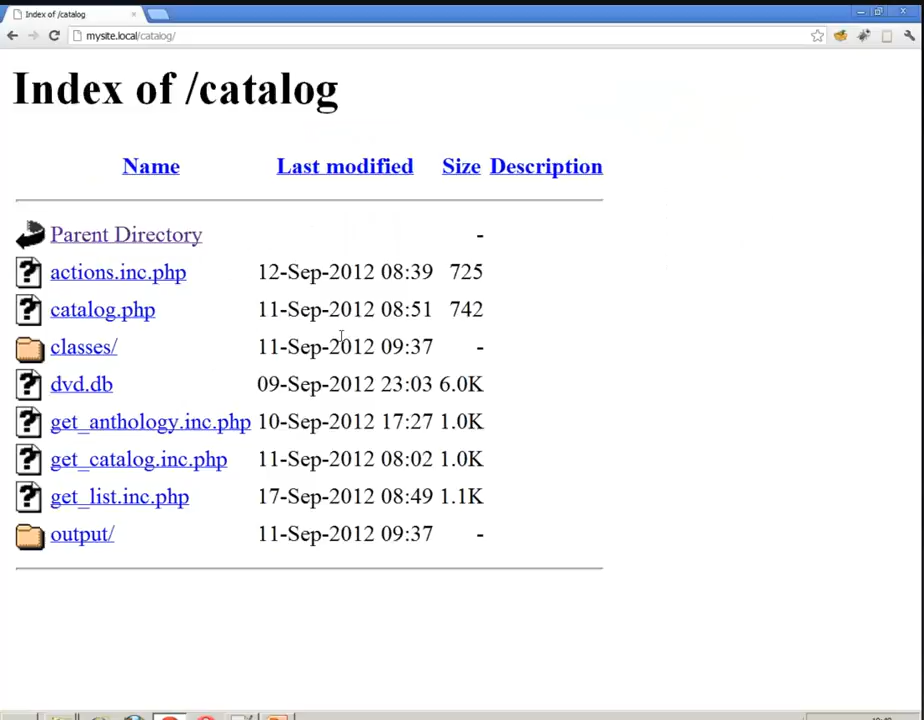 Index of /catalog
mysite.local/catalog/
Index of /catalog
Name Last modified Size Description
Parent Directory -
actions.inc.php 12-Sep-2012 08:39 725
catalog.php 11-Sep-2012 08:51 742
classes/ 11-Sep-2012 09:37 -
dvd.db 09-Sep-2012 23:03 6.0K
get_anthology.inc.php 10-Sep-2012 17:27 1.0K
get_catalog.inc.php 11-Sep-2012 08:02 1.0K
get_list.inc.php 17-Sep-2012 08:49 1.1K
output/ 11-Sep-2012 09:37 -